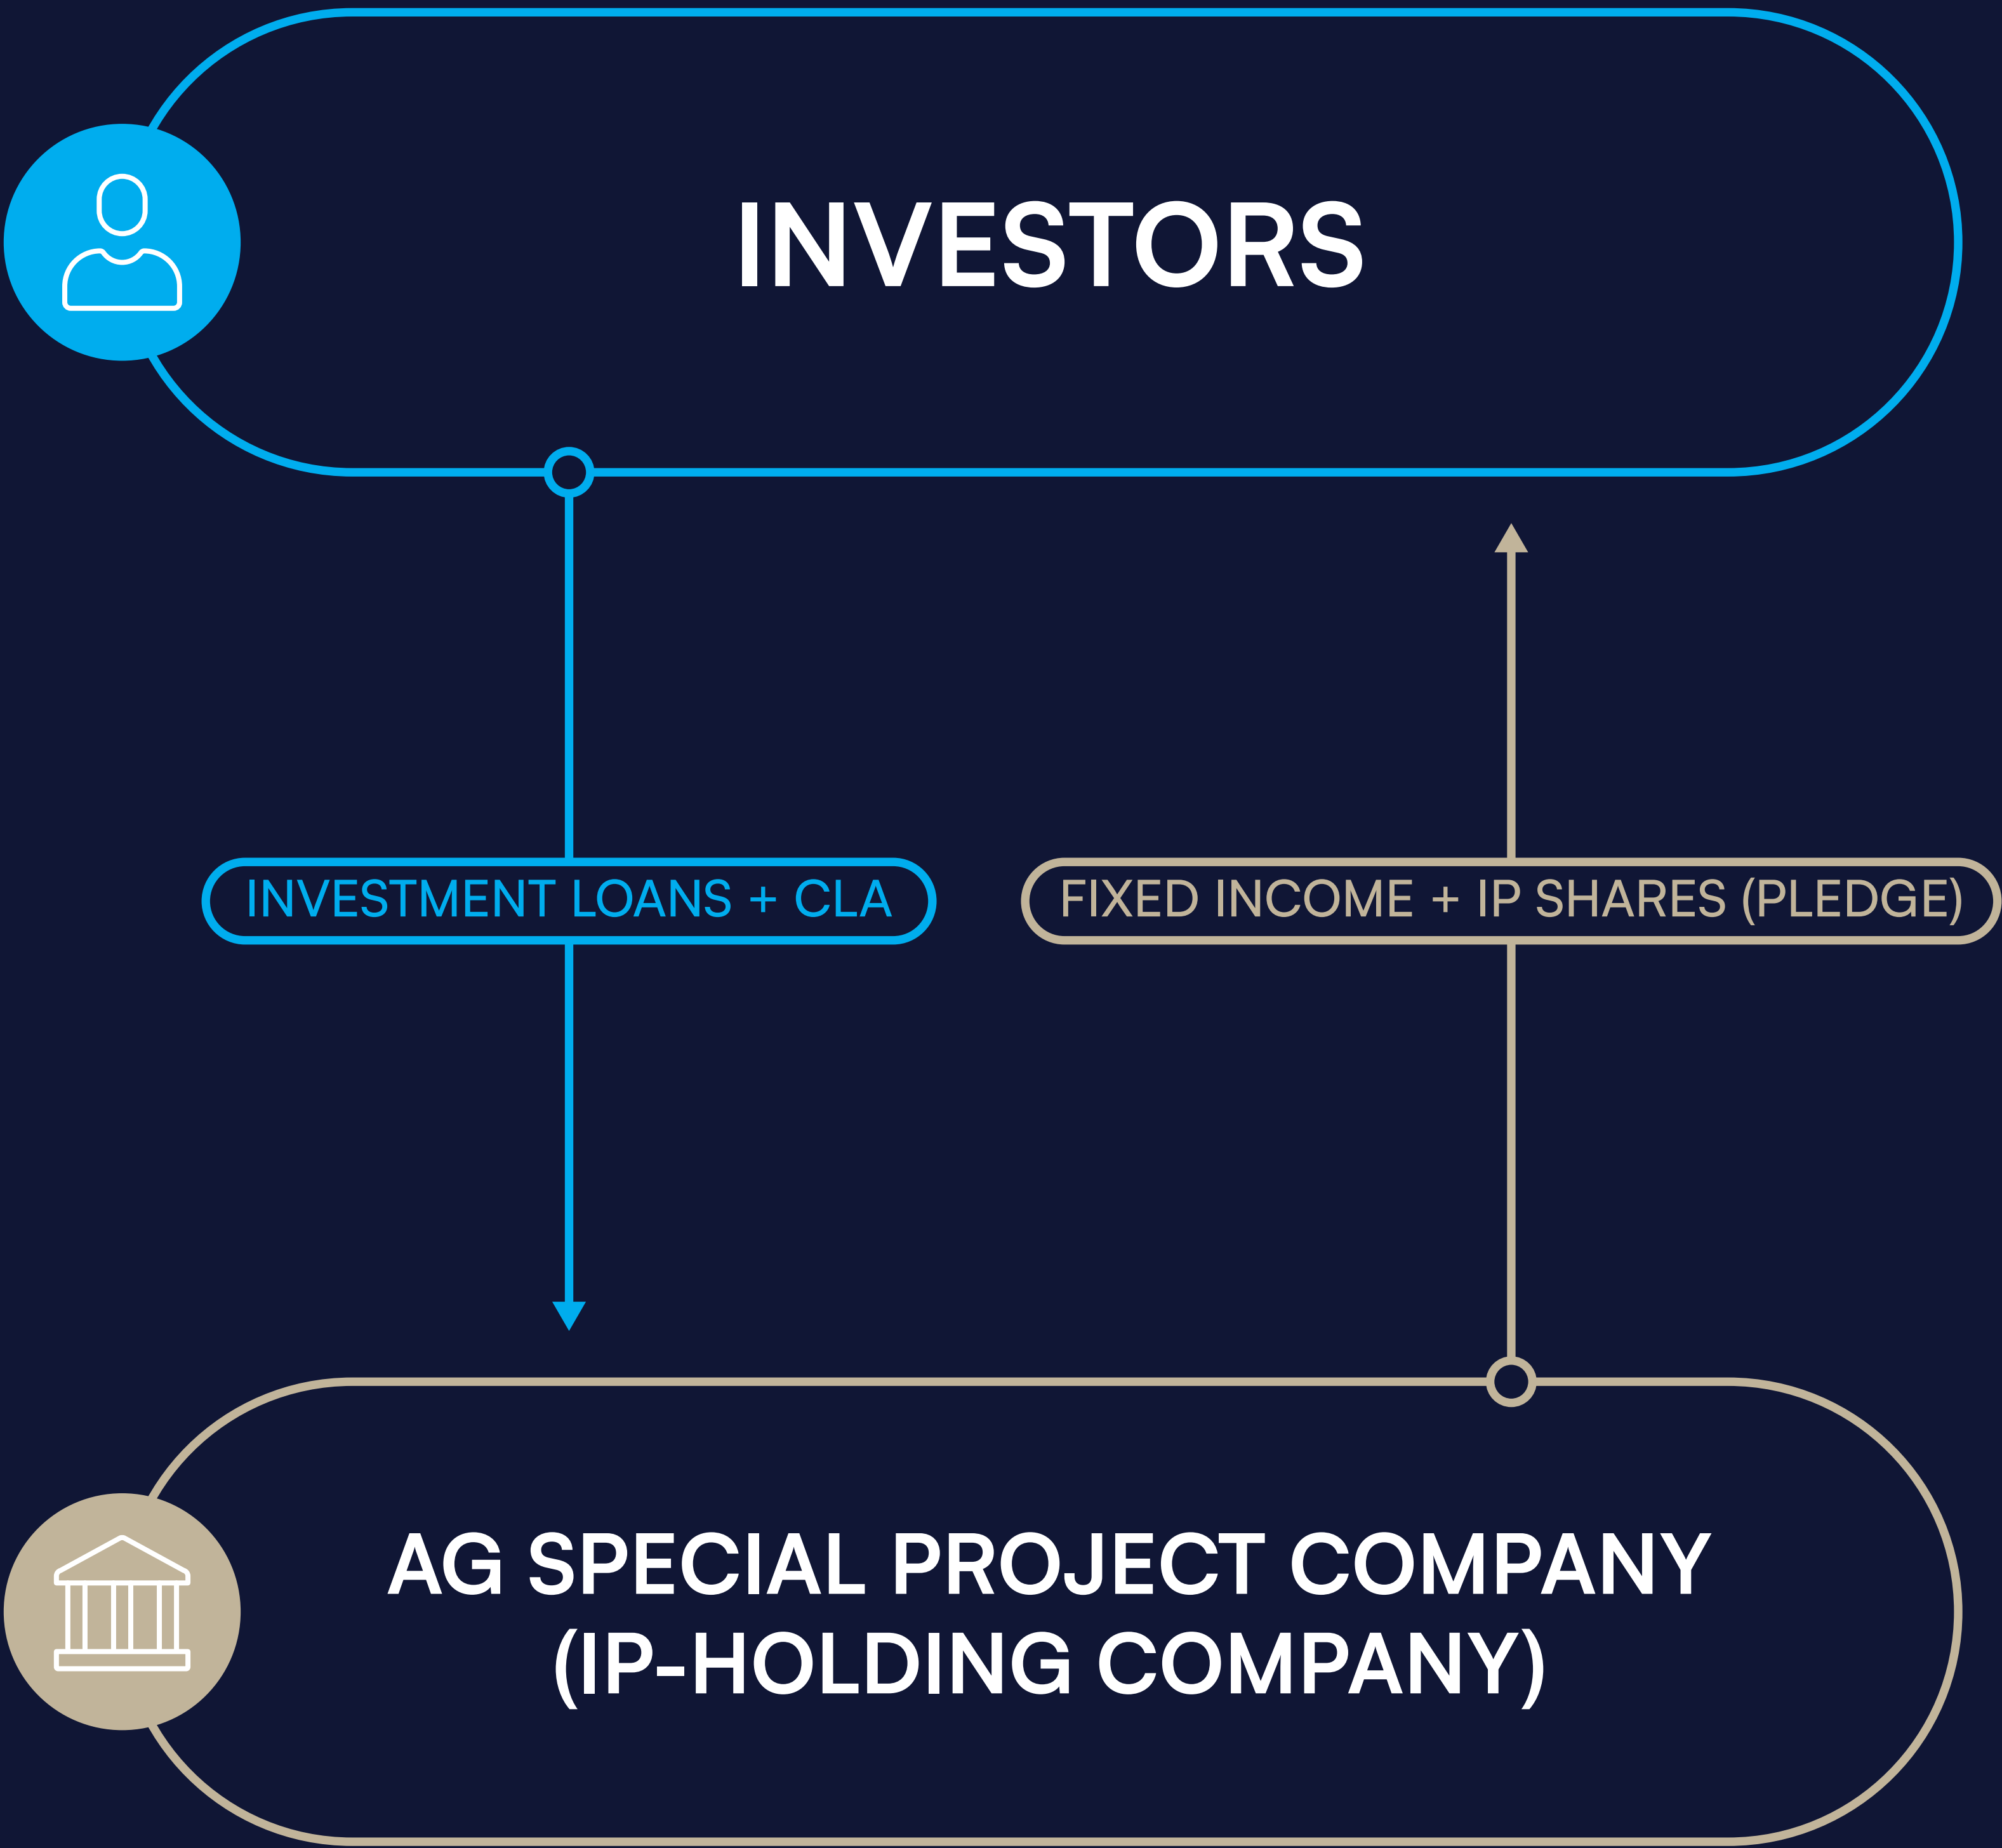 INVESTORS
INVESTMENT LOANS + CLA
FIXED INCOME + IP SHARES (PLEDGE)
AG SPECIAL PROJECT COMPANY
(IP-HOLDING COMPANY)